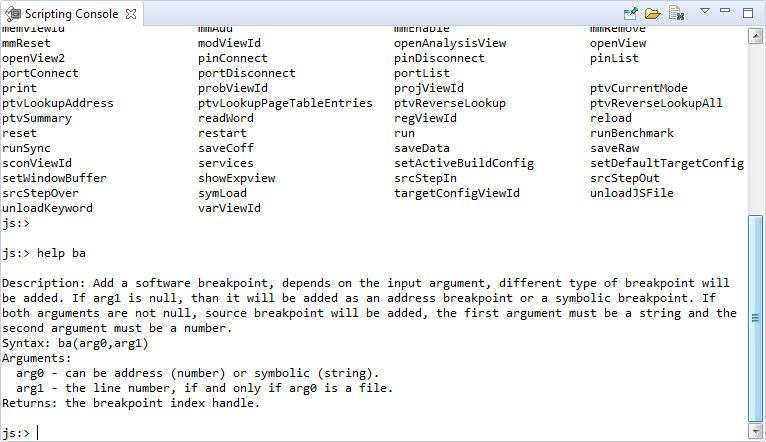 Scripting Console
memViewId mmAdd mmEnable mmRemove
mmReset modViewId openAnalysisView openView
openView2 pinConnect pinDisconnect pinList
portConnect portDisconnect portList
print probViewId projViewId ptvCurrentMode
ptvLookupAddress ptvLookupPageTableEntries ptvReverseLookup ptvReverseLookupAll
ptvSummary readWord regViewId reload
reset restart run runBenchmark
runSync saveCoff saveData saveRaw
sconViewId services setActiveBuildConfig setDefaultTargetConfig
setWindowBuffer showExpview srcStepIn srcStepOut
srcStepOver symLoad targetConfigViewId unloadJSFile
unloadKeyword varViewId
js:>
js:> help ba
Description: Add a software breakpoint, depends on the input argument, different type of breakpoint will
be added. If arg1 is null, than it will be added as an address breakpoint or a symbolic breakpoint. If
both arguments are not null, source breakpoint will be added, the first argument must be a string and the
second argument must be a number.
Syntax: ba(arg0,arg1)
Arguments:
arg0 - can be address (number) or symbolic (string).
arg1 - the line number, if and only if arg0 is a file.
Returns: the breakpoint index handle.
js:>